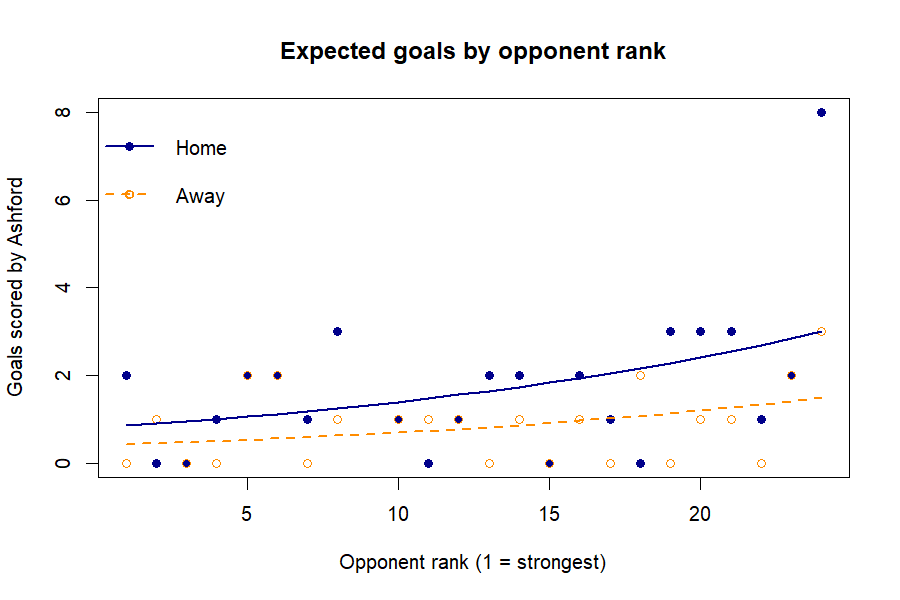 Expected goals by opponent rank
Goals scored by Ashford
8
6
4
2
0
Home
Away
5 10 15 20
Opponent rank (1 = strongest)